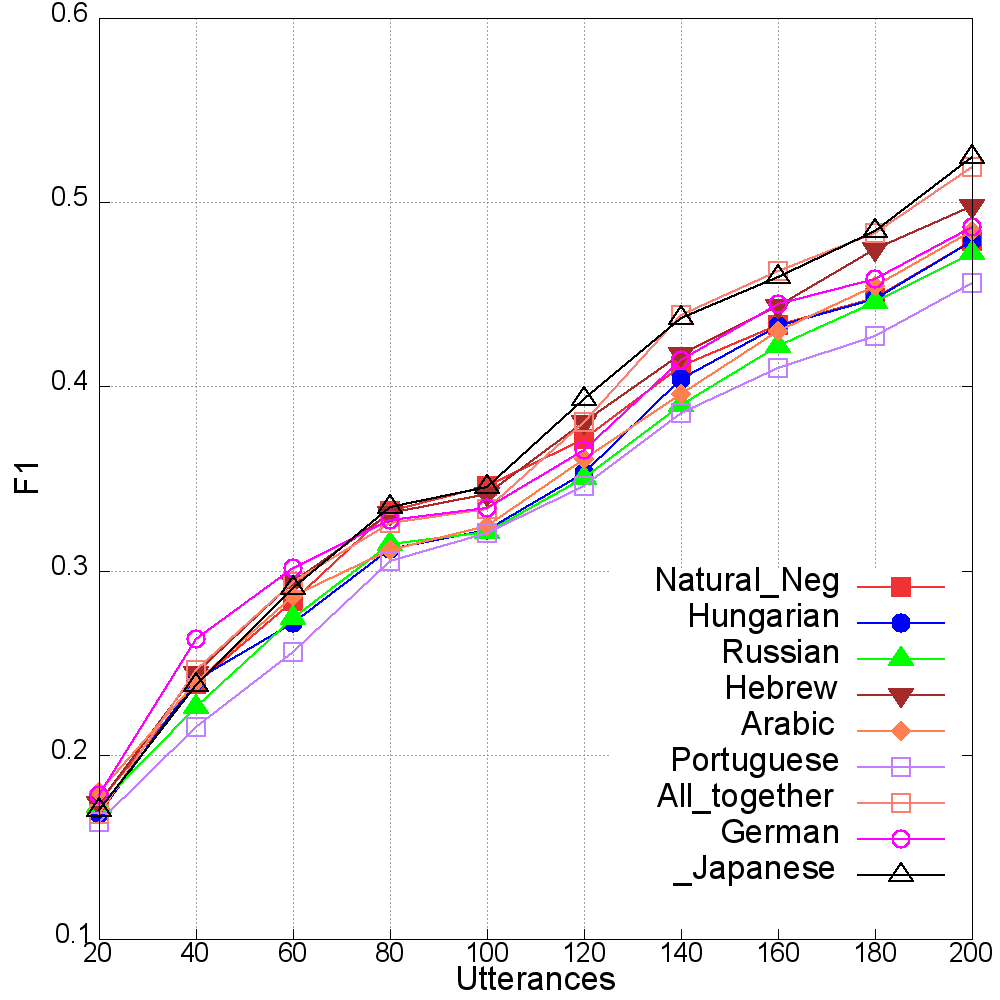 0.6
0.5
0.4
0.3
0.2
0.1
F1
Natural_Neg
Hungarian
Russian
Hebrew
Arabic
Portuguese
All_together
German
_Japanese
20 40 60 80 100 120 140 160 180 200
Utterances